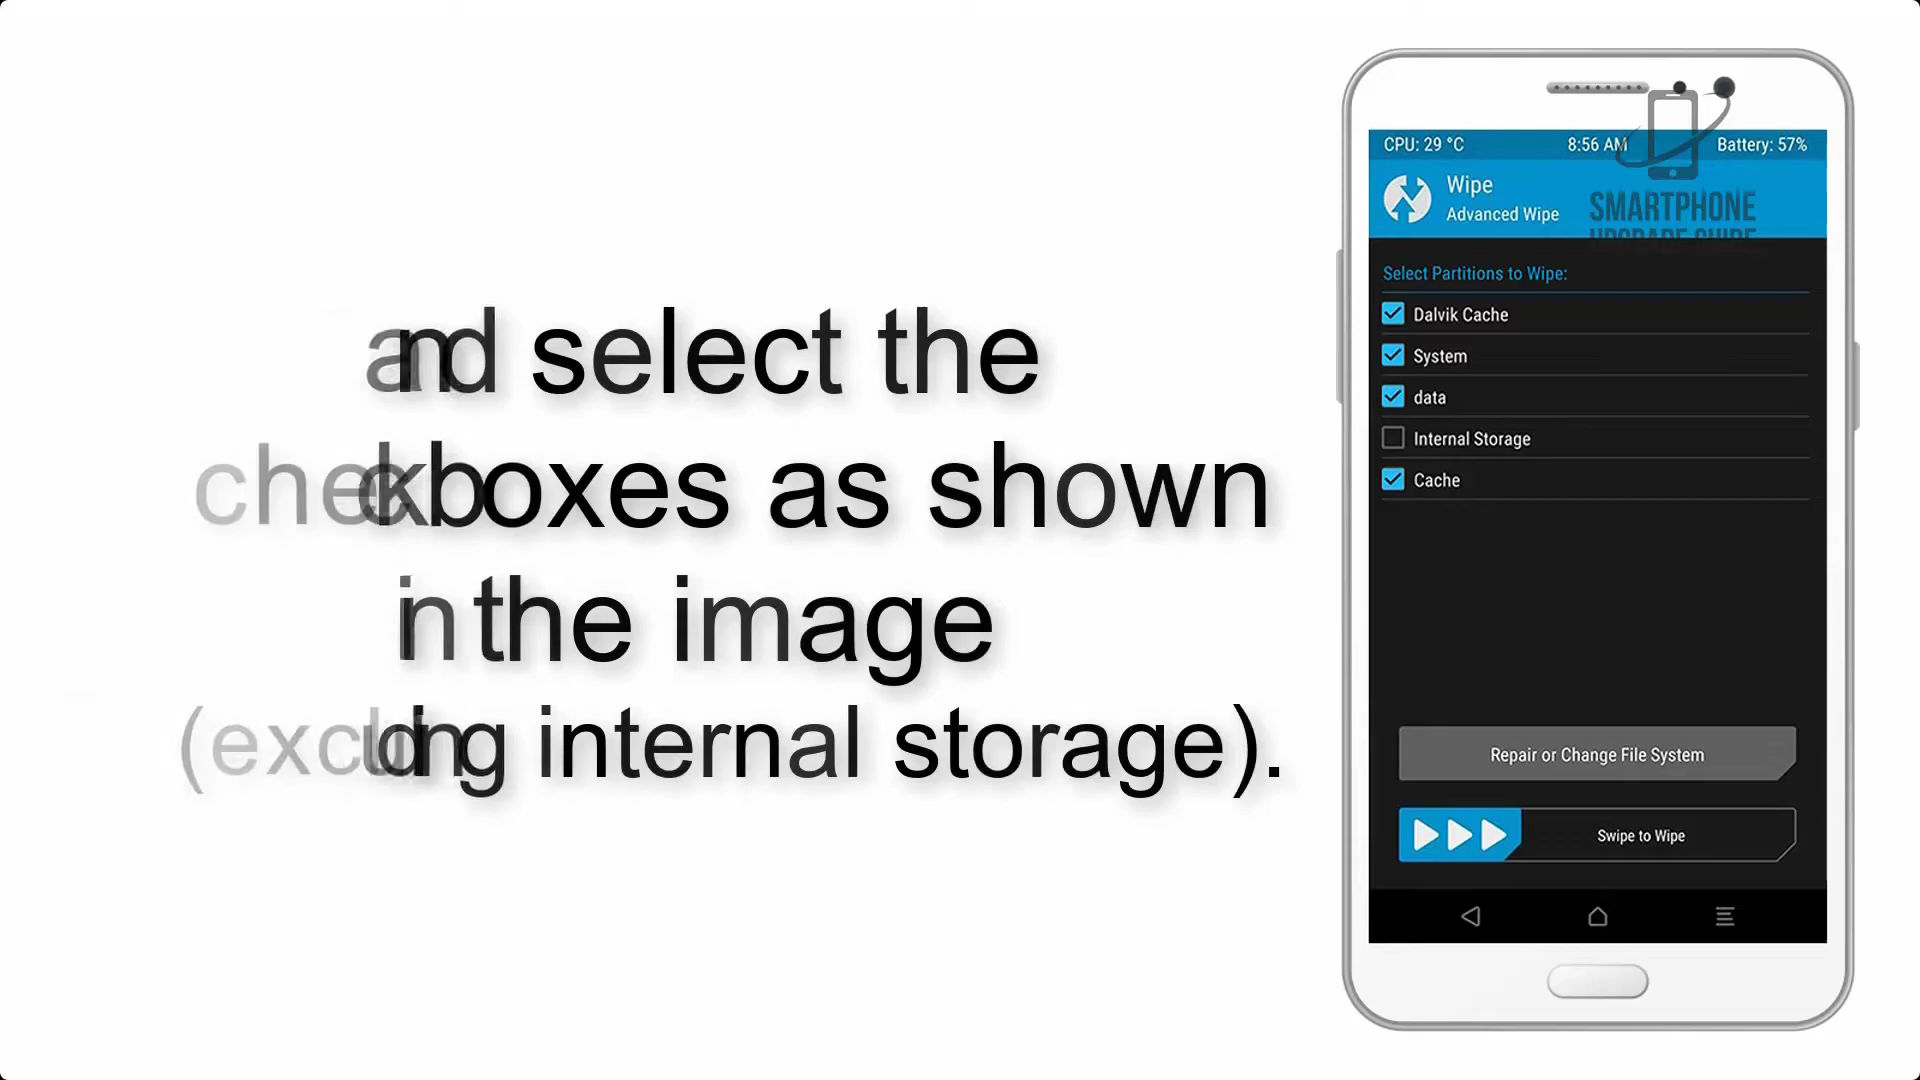 and select the
checkboxes as shown
in the image
(excluding internal storage).
CPU: 29 °C
8:56 AM
Battery: 57%
Wipe
Advanced Wipe
SMARTPHONE
UPGRADE GUIDE
Select Partitions to Wipe:
Dalvik Cache
System
data
Internal Storage
Cache
Repair or Change File System
Swipe to Wipe